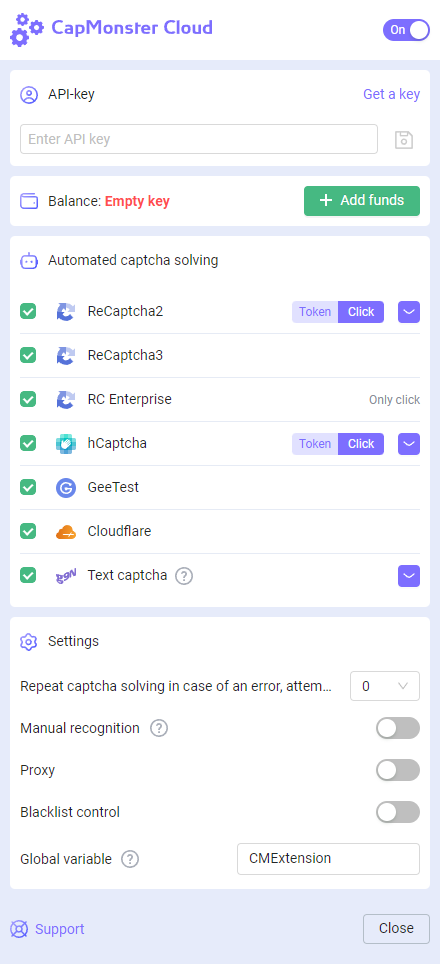 CapMonster Cloud
On
API-key
Get a key
Enter API key
Balance: Empty key
+ Add funds
Automated captcha solving
ReCaptcha2
Token Click
ReCaptcha3
RC Enterprise
Only click
hCaptcha
Token Click
GeeTest
Cloudflare
Text captcha ?
Settings
Repeat captcha solving in case of an error, attem...
0
Manual recognition ?
Proxy
Blacklist control
Global variable ?
CMExtension
Support
Close